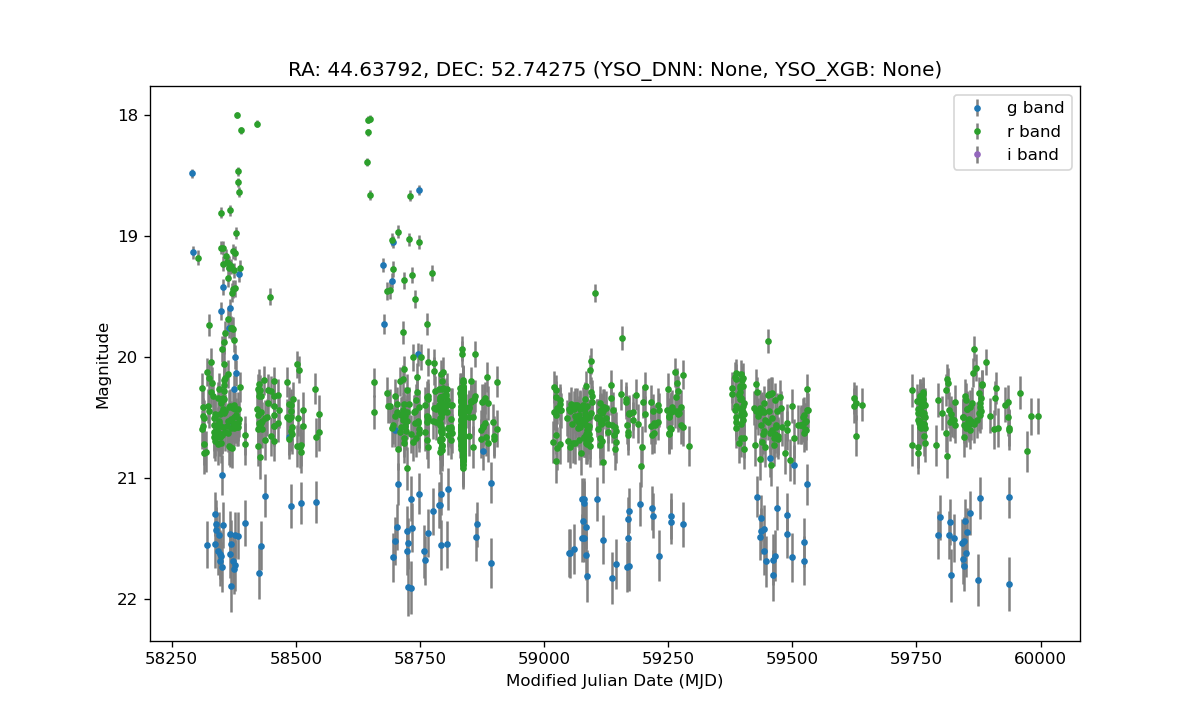 RA: 44.63792, DEC: 52.74275 (YSO_DNN: None, YSO_XGB: None)
g band
r band
i band
18
19
20
21
22
Magnitude
58250 58500 58750 59000 59250 59500 59750 60000
Modified Julian Date (MJD)